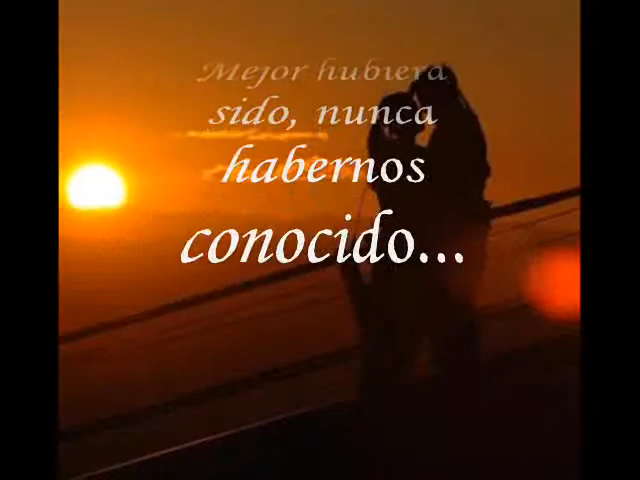 Mejor hubiera
sido, nunca
habernos
conocido...